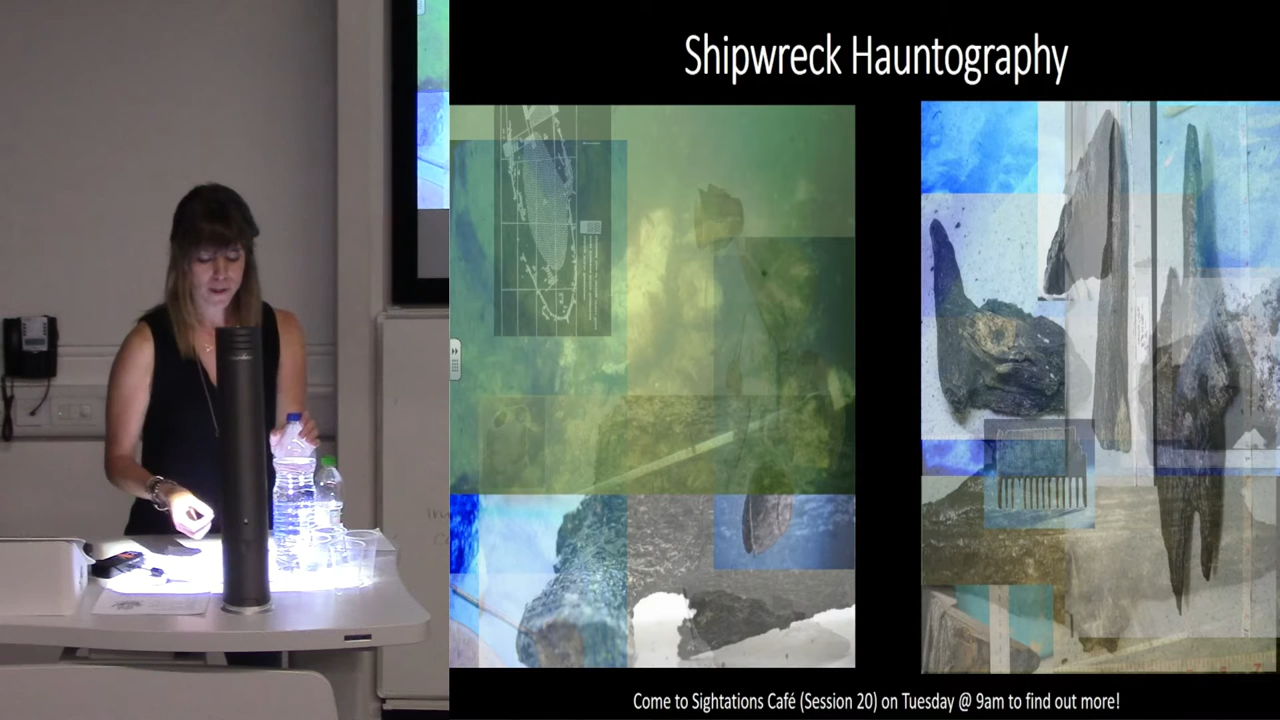 Shipwreck Hauntography
Come to Sightations Café (Session 20) on Tuesday @ 9am to find out more!